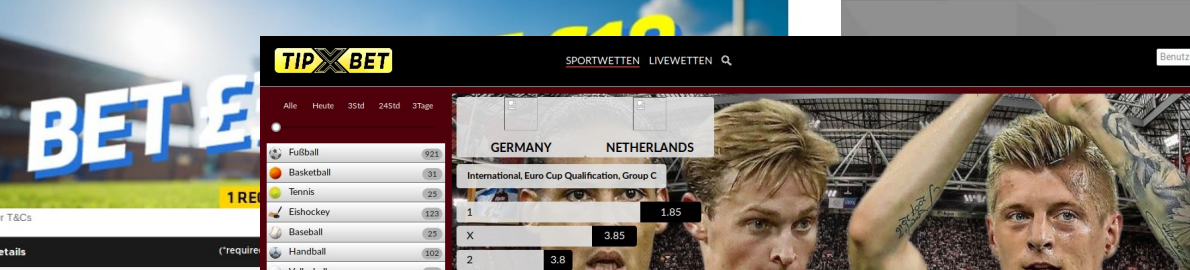 BET £
1 REG
r T&Cs
etails
(*require
TIPXBET
SPORTWETTEN LIVEWETTEN
Benutz
Alle Heute 3Std 24Std 3Tage
Fußball 921
Basketball 31
Tennis 25
Eishockey 123
Baseball 25
Handball 102
GERMANY NETHERLANDS
International, Euro Cup Qualification, Group C
1 1.85
X 3.85
2 3.8